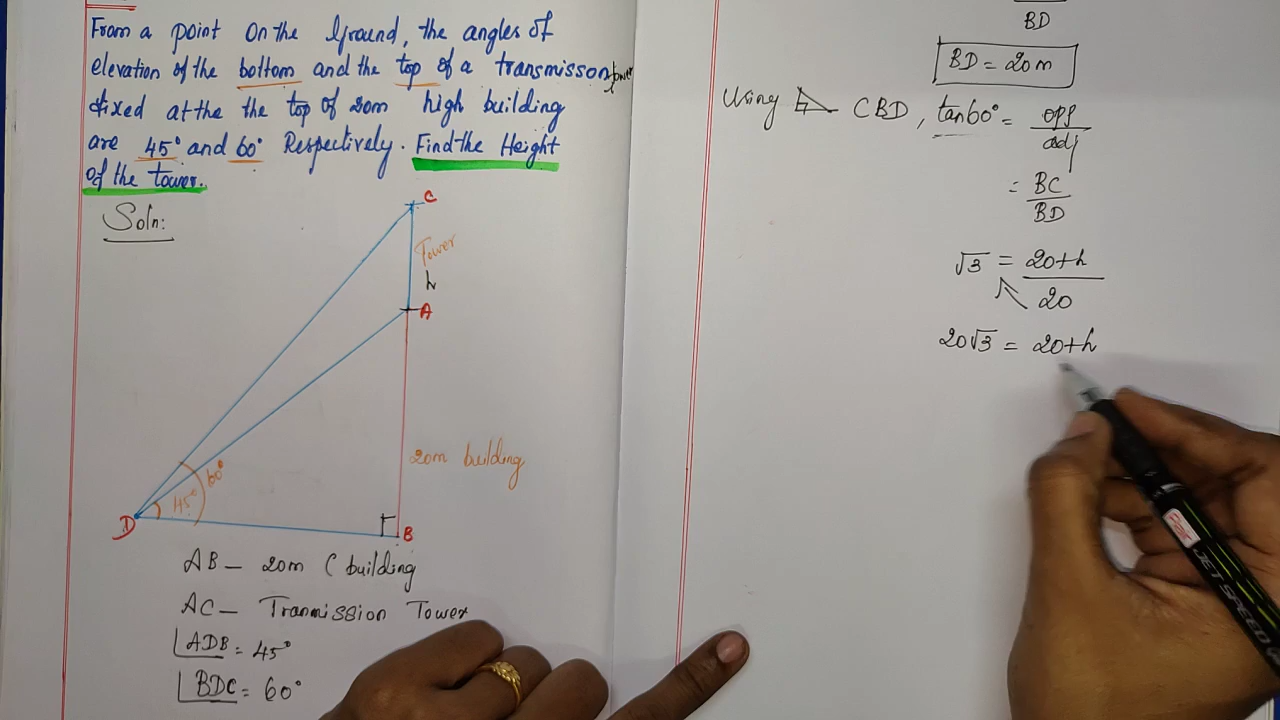 From a point on the Ground, the angles of
elevation of the bottom and the top of a transmisson tower
fixed at the the top of 20m high building
are 45° and 60° Respectively. Find the Height
of the tower.
Soln:
C
Tower
h
A
20m building
60°
45°
D
B
AB - 20m ( building
AC - Tranmission Tower
∠ADB = 45°
∠BDC = 60°
BD
BD = 20m
Using CBD, tan60° = opp
adj
= BC
BD
√3 = 20+h
20
20√3 = 20+h
JET SPEED